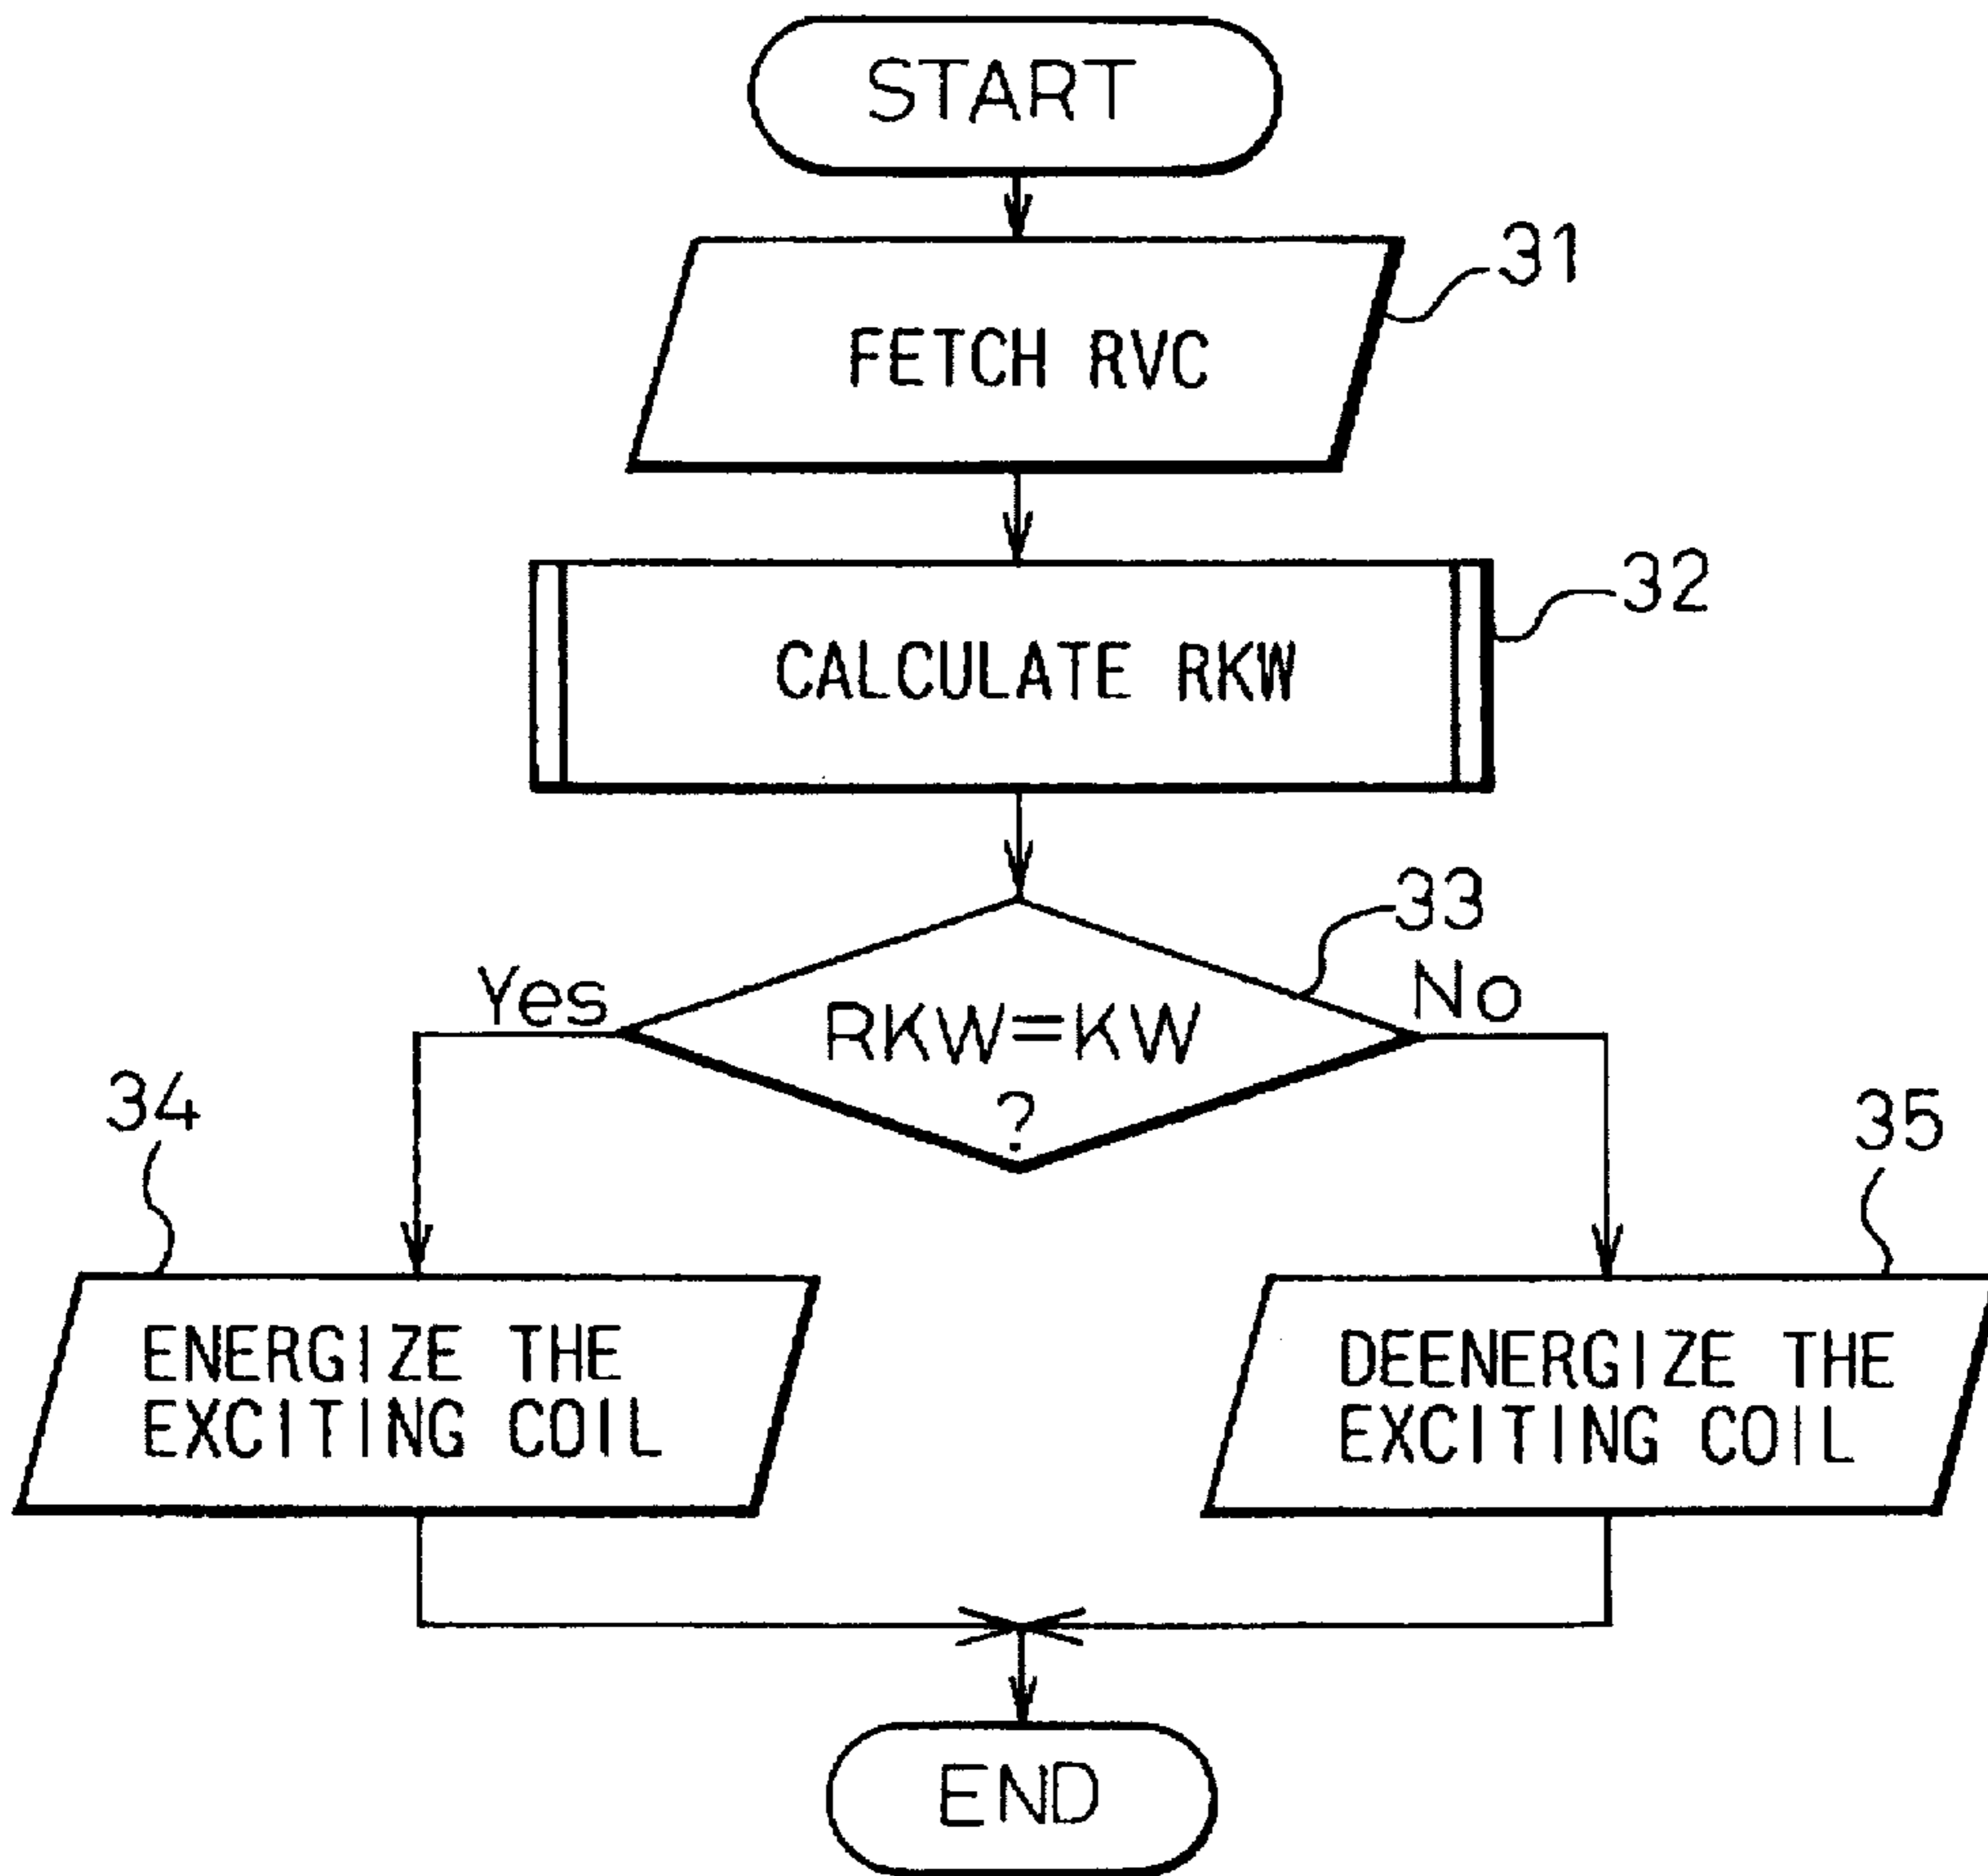 START
31
FETCH RVC
32
CALCULATE RKW
33
Yes
No
RKW=KW
?
34
35
ENERGIZE THE
EXCITING COIL
DEENERGIZE THE
EXCITING COIL
END